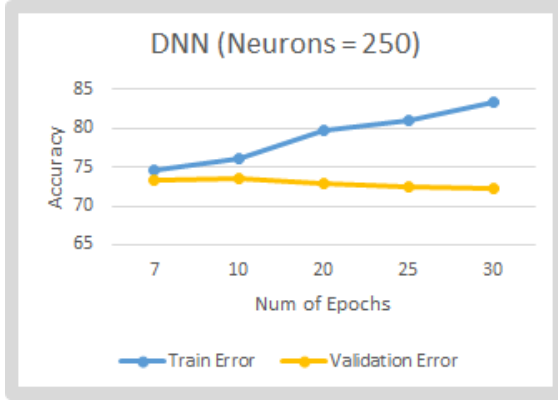 DNN (Neurons = 250)
85
80
75
70
65
Accuracy
7 10 20 25 30
Num of Epochs
Train Error Validation Error